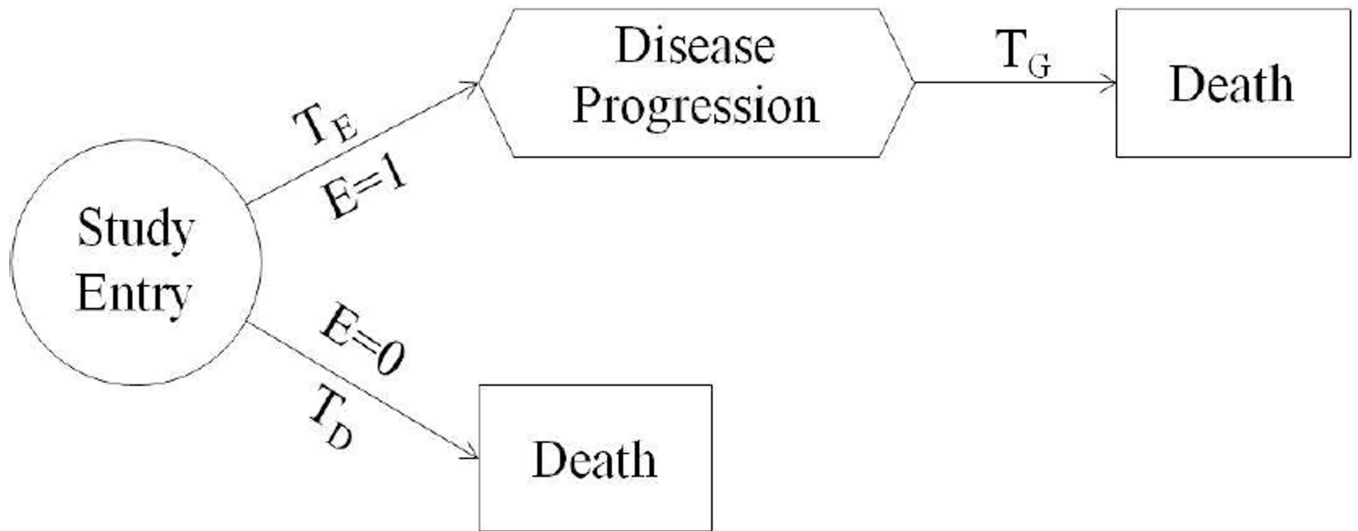 Disease
Progression
T_G
Death
T_E
E=1
Study
Entry
E=0
T_D
Death